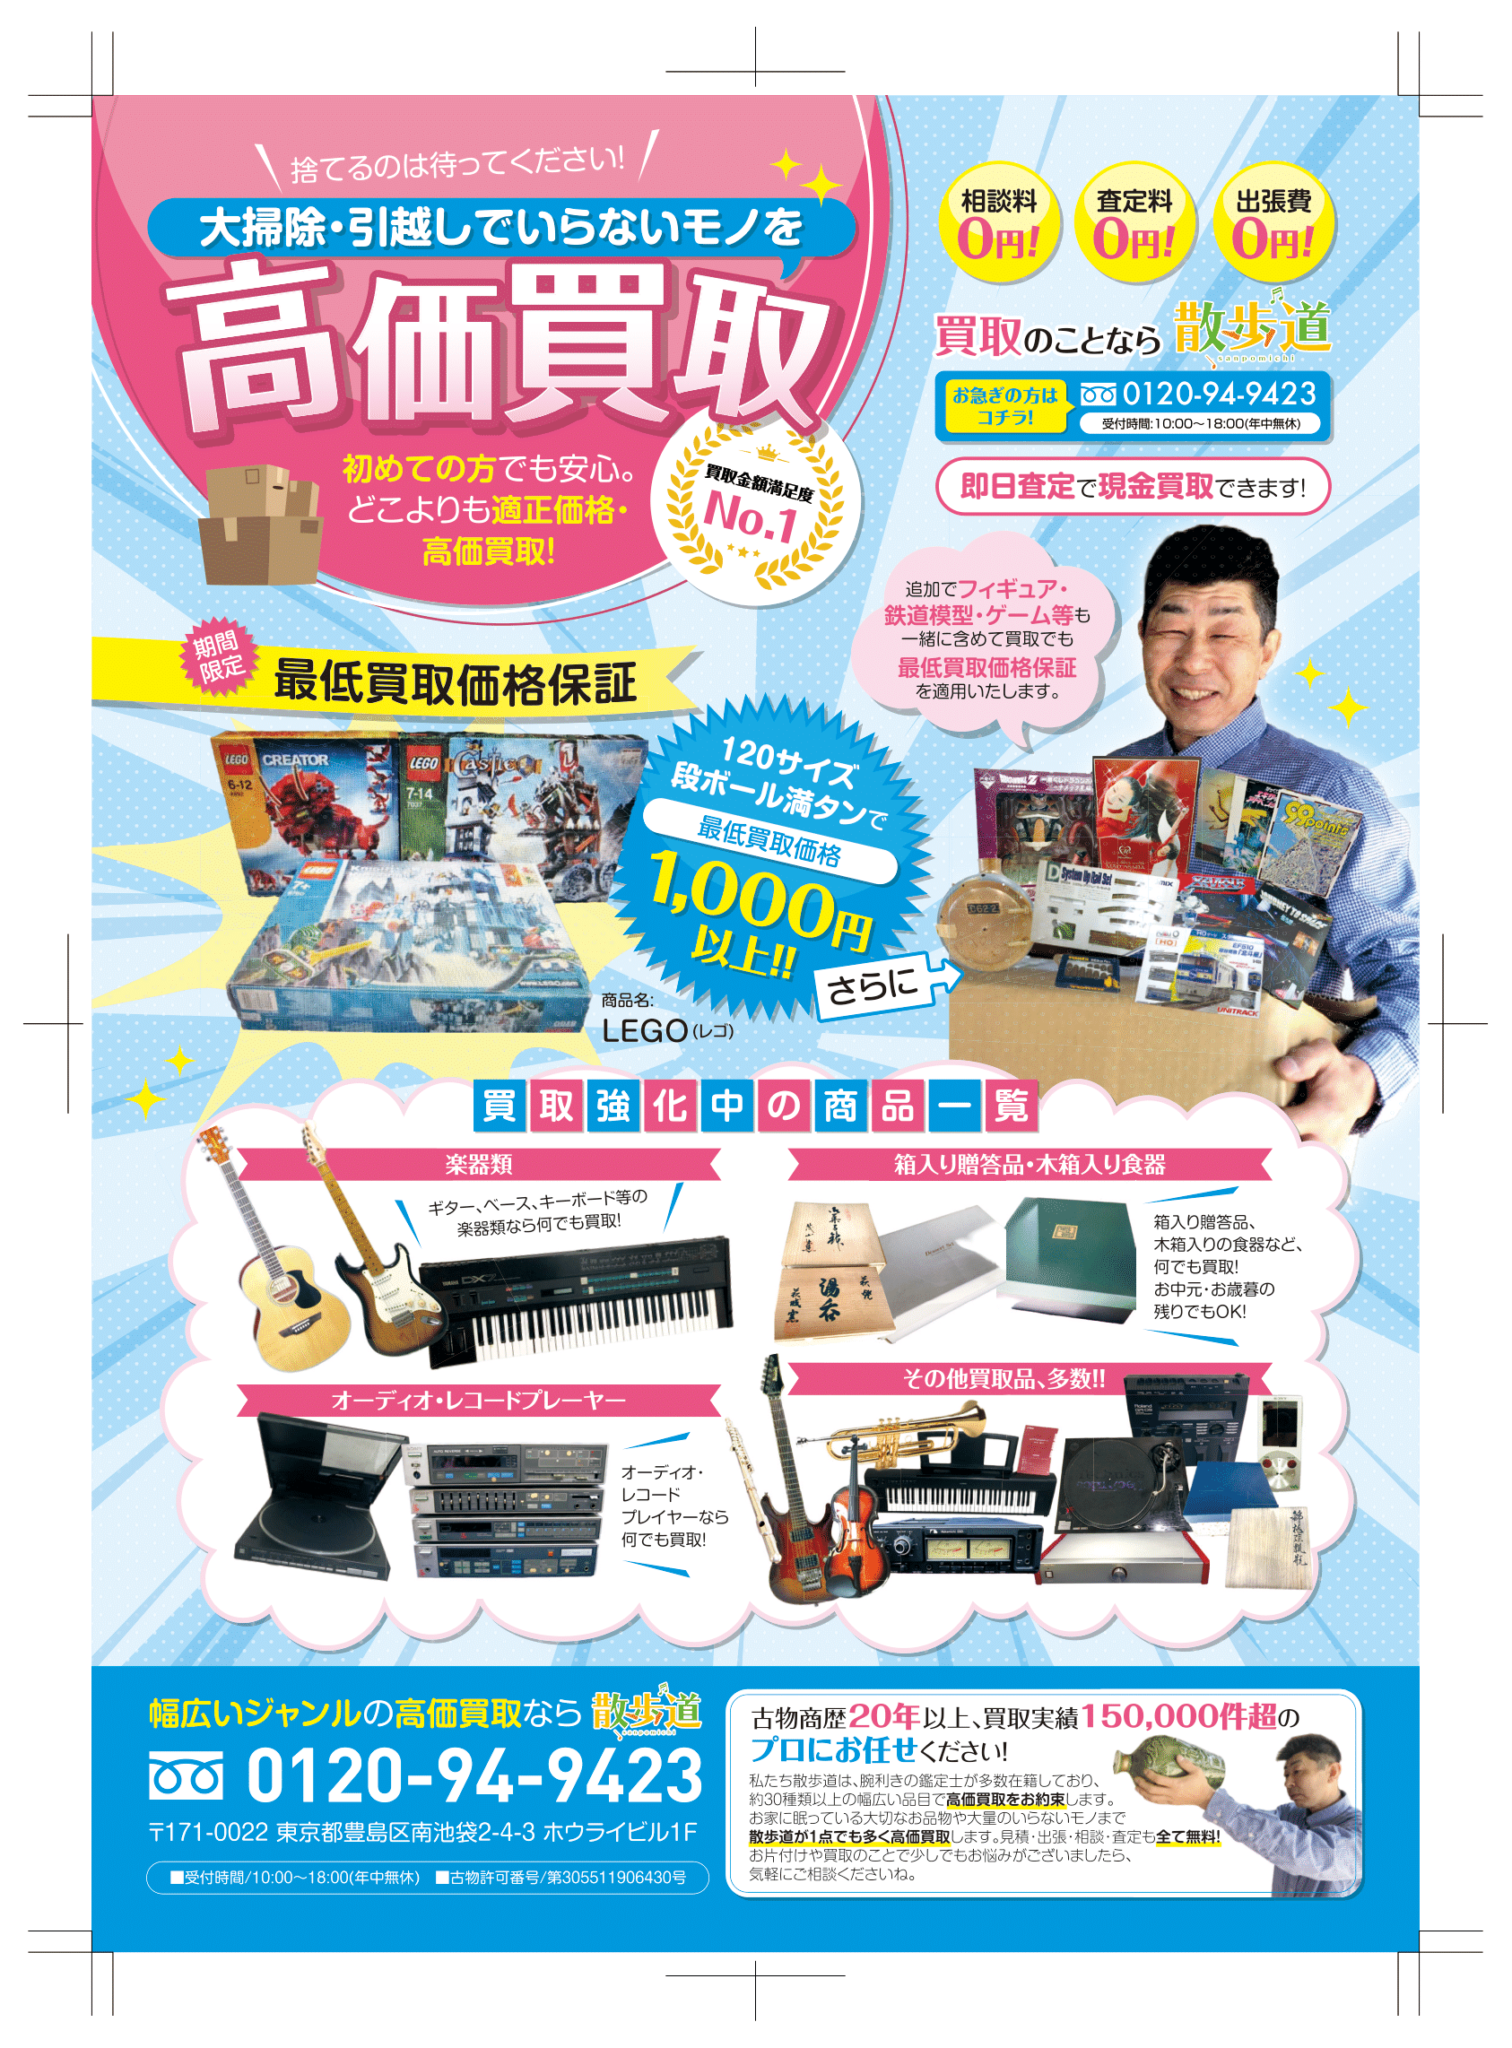 捨てるのは待ってください!
大掃除・引越しでいらないモノを
高価買取
初めての方でも安心。
どこよりも適正価格・
高価買取!
買取金額満足度
No.1
相談料
0円!
査定料
0円!
出張費
0円!
買取のことなら 散歩道
sanpomichi
お急ぎの方は
コチラ!
0120-94-9423
受付時間:10:00〜18:00(年中無休)
即日査定で現金買取できます!
追加でフィギュア・
鉄道模型・ゲーム等も
一緒に含めて買取でも
最低買取価格保証
を適用いたします。
期間
限定
最低買取価格保証
LEGO CREATOR
6-12
LEGO Castle
7-14
7037
LEGO
7+
www.LEGO.com
120サイズ
段ボール満タンで
最低買取価格
1,000円
以上!!
さらに
商品名:
LEGO(レゴ)
99points
D System Up Rail Set
D52 2
HO
EF510
UNITRACK
買取強化中の商品一覧
楽器類
ギター、ベース、キーボード等の
楽器類なら何でも買取!
YAMAHA DX7
箱入り贈答品・木箱入り食器
箱入り贈答品、
木箱入りの食器など、
何でも買取!
お中元・お歳暮の
残りでもOK!
湯呑
オーディオ・レコードプレーヤー
オーディオ・
レコード
プレイヤーなら
何でも買取!
その他買取品、多数!!
Roland
幅広いジャンルの高価買取なら 散歩道
sanpomichi
0120-94-9423
〒171-0022 東京都豊島区南池袋2-4-3 ホウライビル1F
■受付時間/10:00〜18:00(年中無休) ■古物許可番号/第305511906430号
古物商歴20年以上、買取実績150,000件超の
プロにお任せください!
私たち散歩道は、腕利きの鑑定士が多数在籍しており、
約30種類以上の幅広い品目で高価買取をお約束します。
お家に眠っている大切なお品物や大量のいらないモノまで
散歩道が1点でも多く高価買取します。見積・出張・相談・査定も全て無料!
お片付けや買取のことで少しでもお悩みがございましたら、
気軽にご相談くださいね。